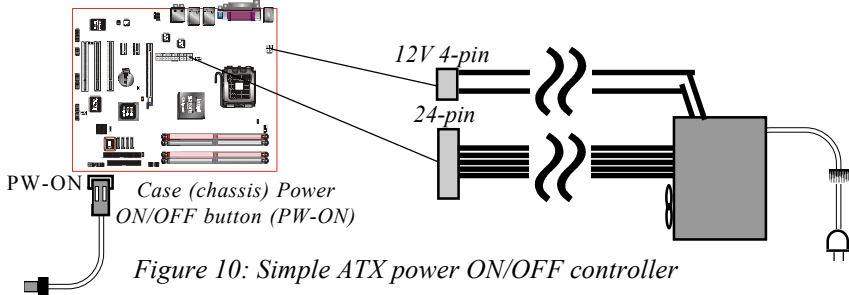 12V 4-pin
24-pin
PW-ON
Case (chassis) Power
ON/OFF button (PW-ON)
Figure 10: Simple ATX power ON/OFF controller